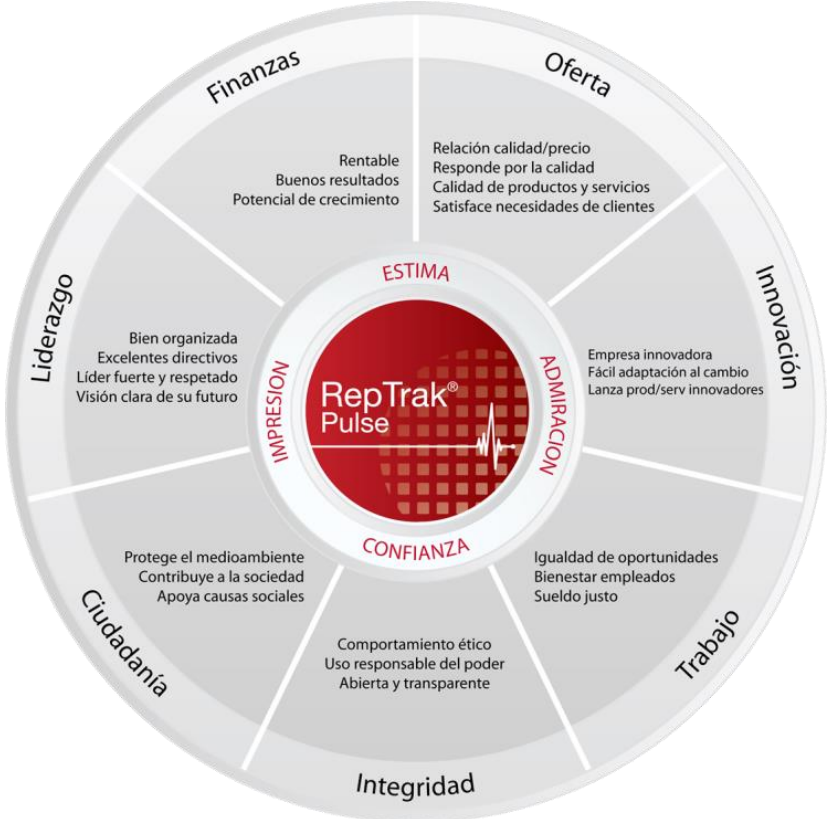 Finanzas
Rentable
Buenos resultados
Potencial de crecimiento
Oferta
Relación calidad/precio
Responde por la calidad
Calidad de productos y servicios
Satisface necesidades de clientes
Innovación
Empresa innovadora
Fácil adaptación al cambio
Lanza prod/serv innovadores
Trabajo
Igualdad de oportunidades
Bienestar empleados
Sueldo justo
Integridad
Comportamiento ético
Uso responsable del poder
Abierta y transparente
Ciudadanía
Protege el medioambiente
Contribuye a la sociedad
Apoya causas sociales
Liderazgo
Bien organizada
Excelentes directivos
Líder fuerte y respetado
Visión clara de su futuro
ESTIMA
ADMIRACION
CONFIANZA
IMPRESION
RepTrak®
Pulse